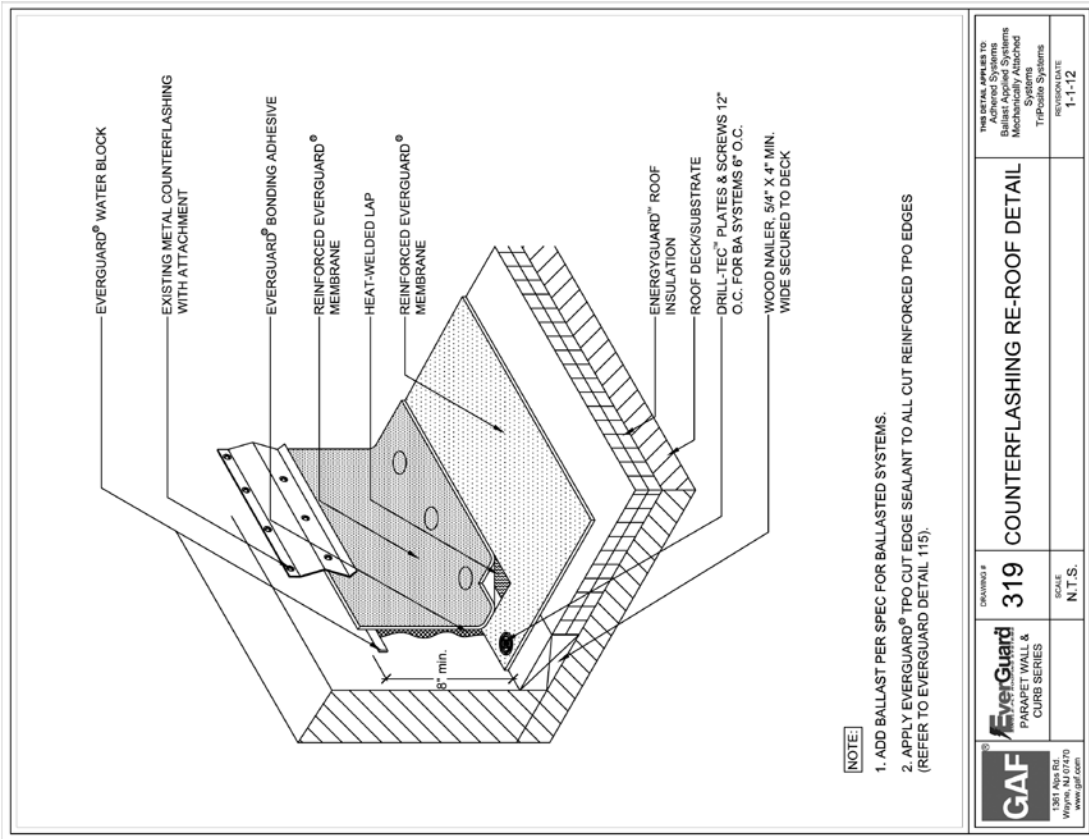 EVERGUARD® WATER BLOCK
EXISTING METAL COUNTERFLASHING
WITH ATTACHMENT
EVERGUARD® BONDING ADHESIVE
REINFORCED EVERGUARD®
MEMBRANE
HEAT-WELDED LAP
REINFORCED EVERGUARD®
MEMBRANE
8" min.
ENERGYGUARD™ ROOF
INSULATION
ROOF DECK/SUBSTRATE
DRILL-TEC™ PLATES & SCREWS 12"
O.C. FOR BA SYSTEMS 6" O.C.
WOOD NAILER, 5/4" X 4" MIN.
WIDE SECURED TO DECK
NOTE:
1. ADD BALLAST PER SPEC FOR BALLASTED SYSTEMS.
2. APPLY EVERGUARD® TPO CUT EDGE SEALANT TO ALL CUT REINFORCED TPO EDGES
(REFER TO EVERGUARD DETAIL 115).
GAF®
1361 Alps Rd.
Wayne, NJ 07470
www.gaf.com
EverGuard
PARAPET WALL &
CURB SERIES
DRAWING #
319
SCALE
N.T.S.
COUNTERFLASHING RE-ROOF DETAIL
THIS DETAIL APPLIES TO:
Adhered Systems
Ballast Applied Systems
Mechanically Attached
Systems
TriPosite Systems
REVISION DATE
1-1-12